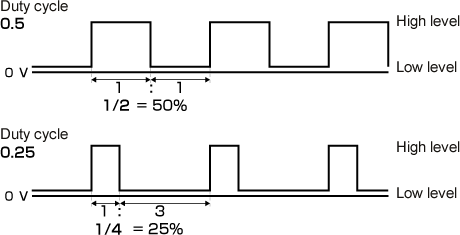 Duty cycle
0.5
High level
Low level
0 V
1 : 1
1/2 = 50%
Duty cycle
0.25
High level
Low level
0 V
1 : 3
1/4 = 25%